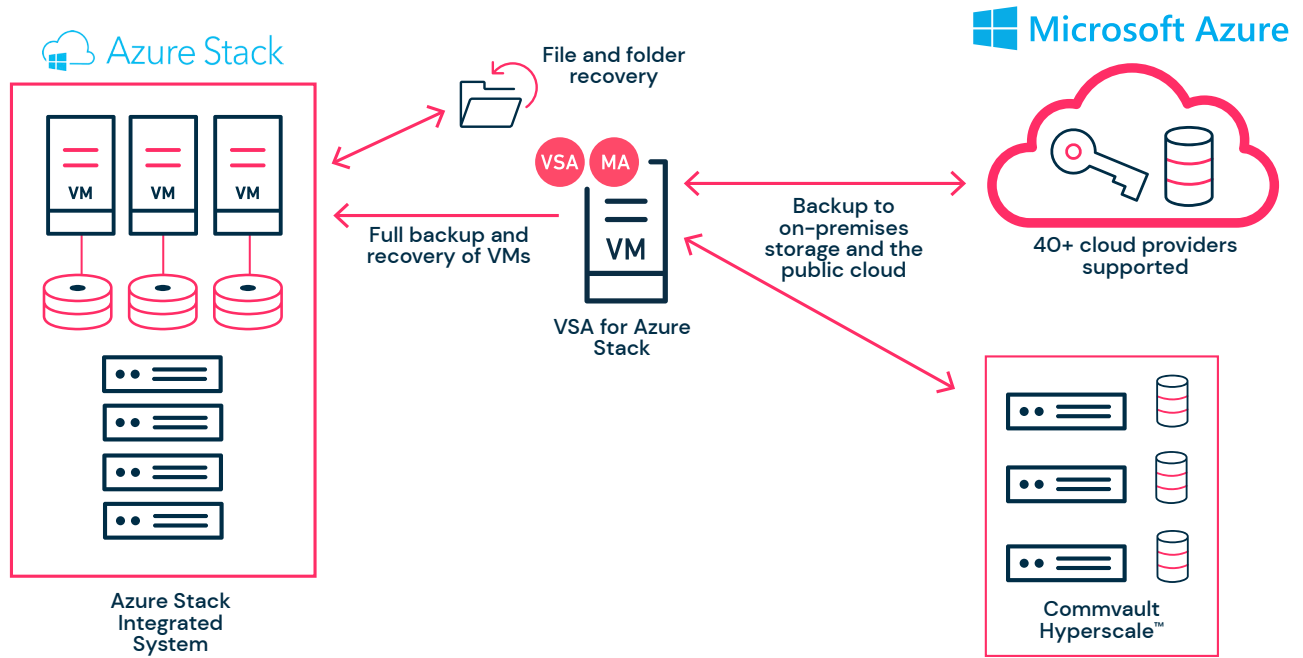 Azure Stack
VM
VM
VM
Azure Stack
Integrated
System
File and folder
recovery
Full backup and
recovery of VMs
VSA
MA
VM
VSA for Azure
Stack
Backup to
on-premises
storage and the
public cloud
Microsoft Azure
40+ cloud providers
supported
Commvault
Hyperscale™